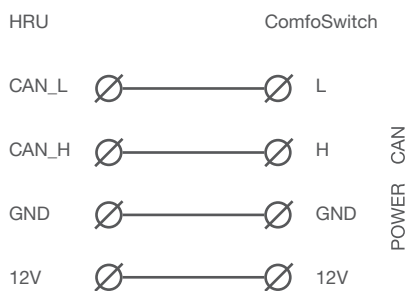 HRU ComfoSwitch
CAN_L L
CAN_H H
GND GND
12V 12V
CAN
POWER